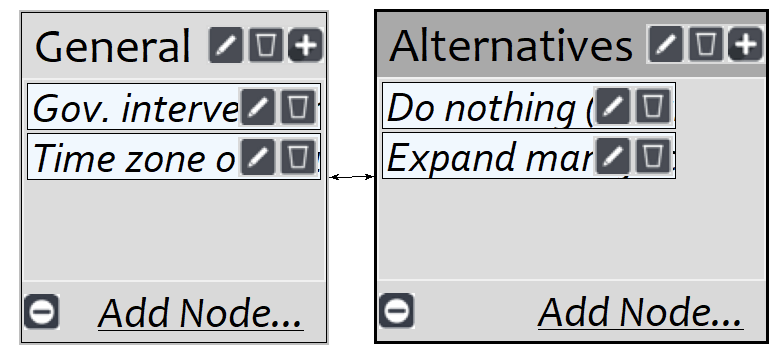 General
Gov. interve
Time zone o
Add Node...
Alternatives
Do nothing (
Expand mar
Add Node...